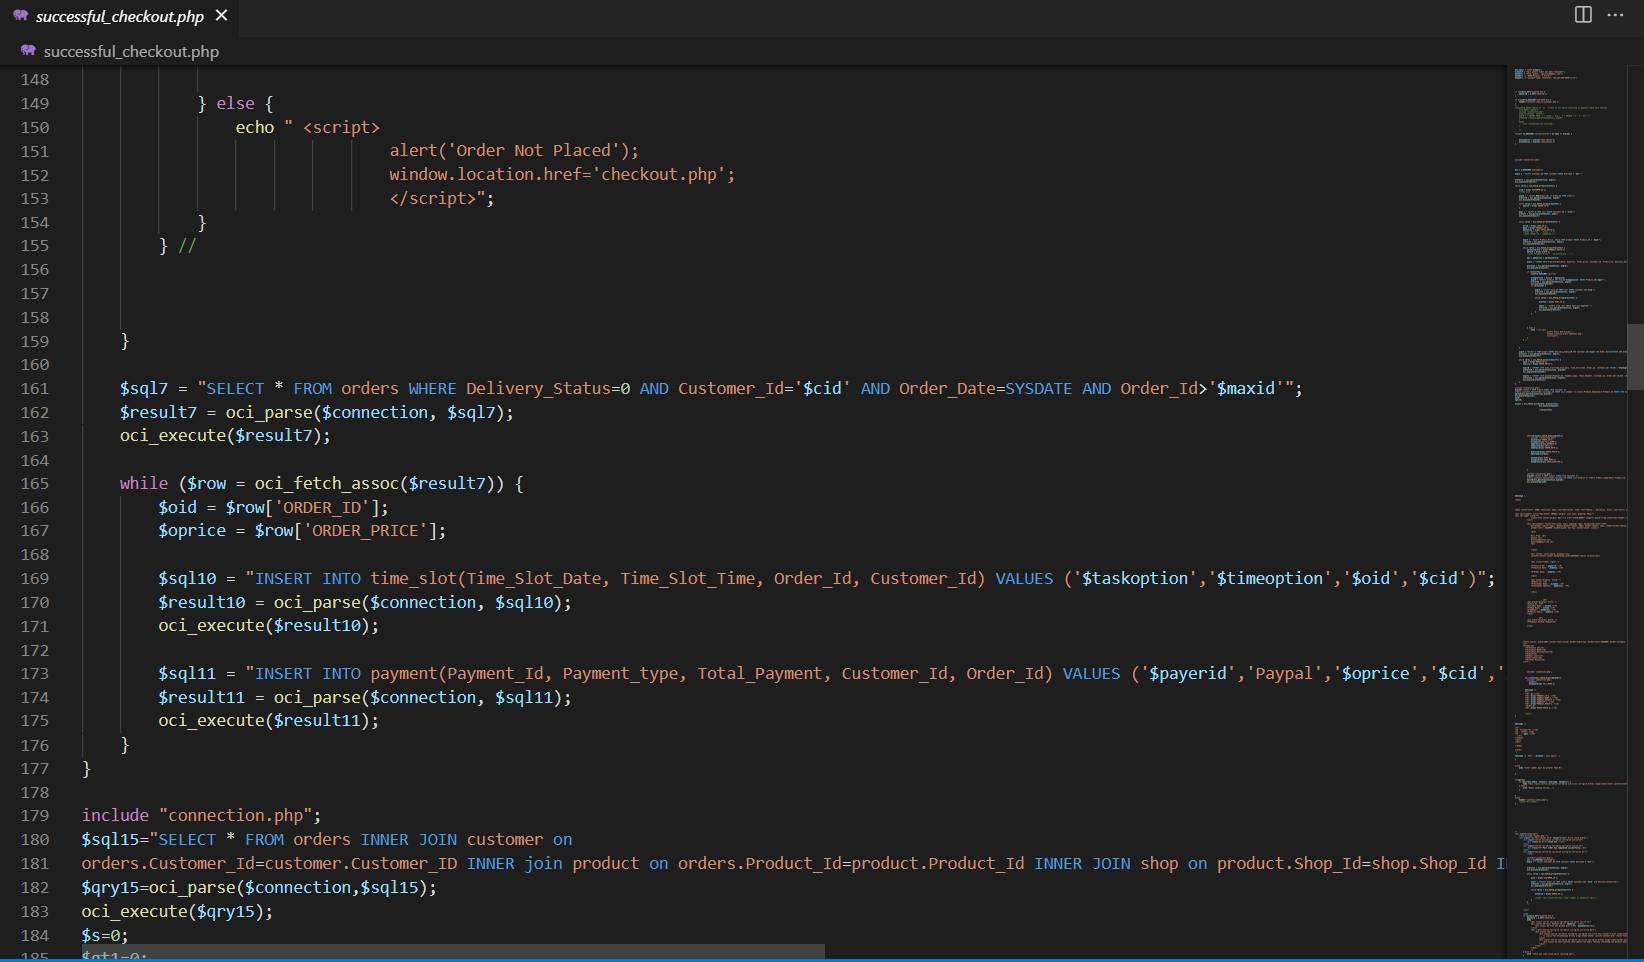 successful_checkout.php
successful_checkout.php
148
149 } else {
150 echo " <script>
151 alert('Order Not Placed');
152 window.location.href='checkout.php';
153 </script>";
154 }
155 } //
156
157
158
159 }
160
161 $sql7 = "SELECT * FROM orders WHERE Delivery_Status=0 AND Customer_Id='$cid' AND Order_Date=SYSDATE AND Order_Id>'$maxid'";
162 $result7 = oci_parse($connection, $sql7);
163 oci_execute($result7);
164
165 while ($row = oci_fetch_assoc($result7)) {
166 $oid = $row['ORDER_ID'];
167 $oprice = $row['ORDER_PRICE'];
168
169 $sql10 = "INSERT INTO time_slot(Time_Slot_Date, Time_Slot_Time, Order_Id, Customer_Id) VALUES ('$taskoption','$timeoption','$oid','$cid')";
170 $result10 = oci_parse($connection, $sql10);
171 oci_execute($result10);
172
173 $sql11 = "INSERT INTO payment(Payment_Id, Payment_type, Total_Payment, Customer_Id, Order_Id) VALUES ('$payerid','Paypal','$oprice','$cid','
174 $result11 = oci_parse($connection, $sql11);
175 oci_execute($result11);
176 }
177 }
178
179 include "connection.php";
180 $sql15="SELECT * FROM orders INNER JOIN customer on
181 orders.Customer_Id=customer.Customer_ID INNER join product on orders.Product_Id=product.Product_Id INNER JOIN shop on product.Shop_Id=shop.Shop_Id
182 $qry15=oci_parse($connection,$sql15);
183 oci_execute($qry15);
184 $s=0;
185 $qt1=0;